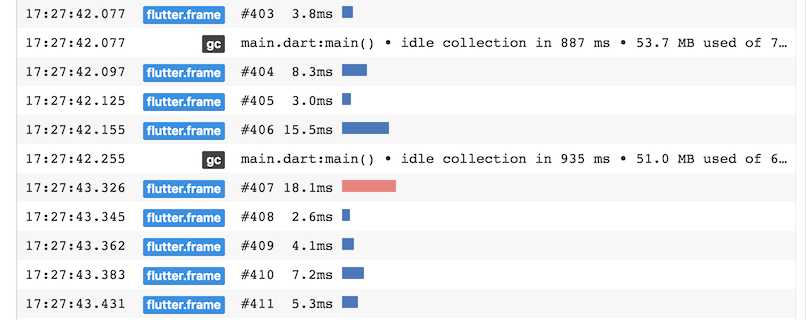 17:27:42.077 flutter.frame #403 3.8ms
17:27:42.077 gc main.dart:main() • idle collection in 887 ms • 53.7 MB used of 7…
17:27:42.097 flutter.frame #404 8.3ms
17:27:42.125 flutter.frame #405 3.0ms
17:27:42.155 flutter.frame #406 15.5ms
17:27:42.255 gc main.dart:main() • idle collection in 935 ms • 51.0 MB used of 6…
17:27:43.326 flutter.frame #407 18.1ms
17:27:43.345 flutter.frame #408 2.6ms
17:27:43.362 flutter.frame #409 4.1ms
17:27:43.383 flutter.frame #410 7.2ms
17:27:43.431 flutter.frame #411 5.3ms